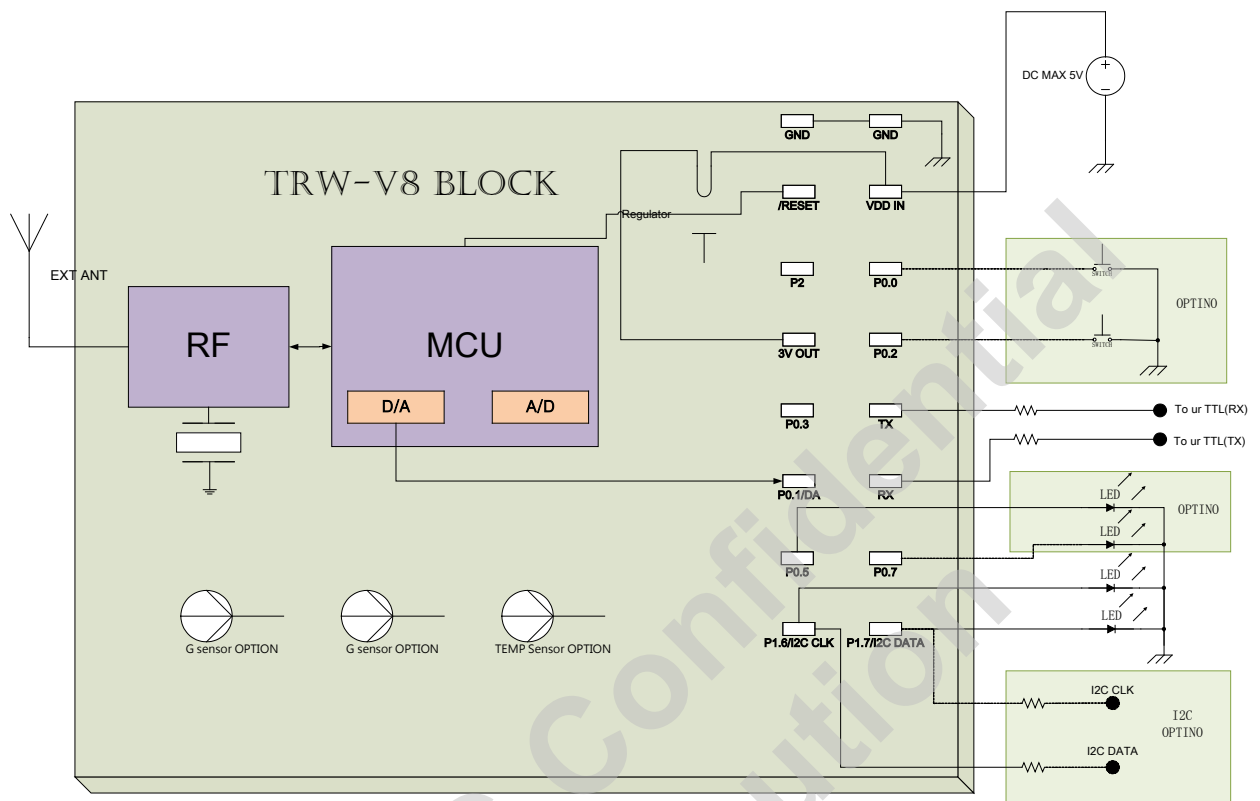 DC MAX 5V
GND
GND
TRW-V8 BLOCK
/RESET
VDD IN
Regulator
EXT ANT
P2
P0.0
SWITCH
OPTINO
RF
MCU
3V OUT
P0.2
SWITCH
D/A
A/D
P0.3
TX
To ur TTL(RX)
To ur TTL(TX)
P0.1/DA
RX
LED
OPTINO
LED
P0.5
P0.7
LED
LED
P1.6/I2C CLK
P1.7/I2C DATA
G sensor OPTION
G sensor OPTION
TEMP Sensor OPTION
I2C CLK
I2C
OPTINO
I2C DATA
Confidential